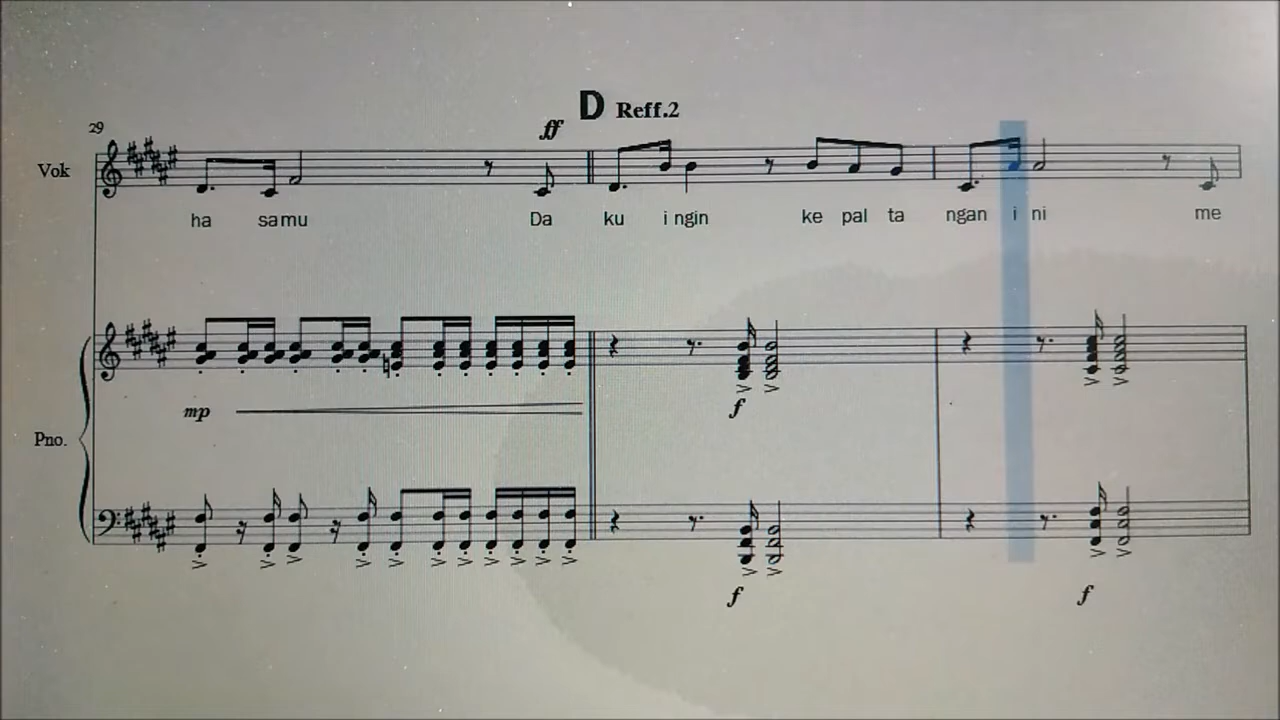 D Reff.2
29
ff
Vok
ha samu Da ku i ngin ke pal ta ngan i ni me
mp
f
Pno.
f f